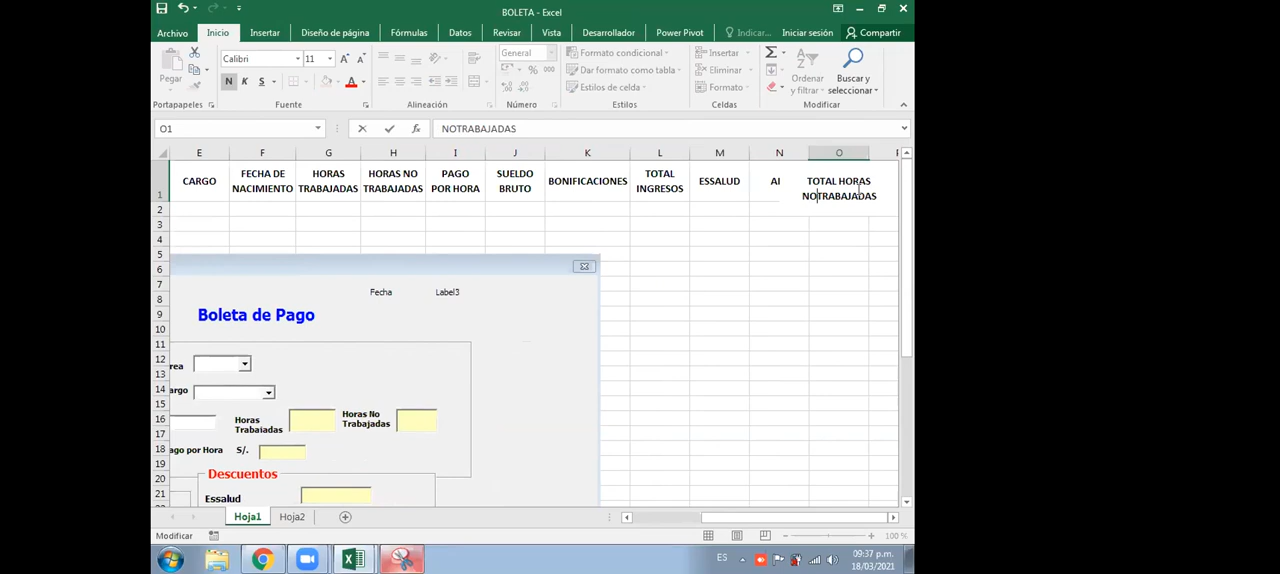 BOLETA - Excel
Archivo Inicio Insertar Diseño de página Fórmulas Datos Revisar Vista Desarrollador Power Pivot Indicar... Iniciar sesión Compartir
Pegar
Calibri 11
N K S
General
% 000
Formato condicional
Dar formato como tabla
Estilos de celda
Insertar
Eliminar
Formato
Ordenar y filtrar
Buscar y seleccionar
Portapapeles Fuente Alineación Número Estilos Celdas Modificar
O1 fx NOTRABAJADAS
E F G H I J K L M N O
1 CARGO FECHA DE NACIMIENTO HORAS TRABAJADAS HORAS NO TRABAJADAS PAGO POR HORA SUELDO BRUTO BONIFICACIONES TOTAL INGRESOS ESSALUD TOTAL HORAS NOTRABAJADAS
2
3
4
5
6
7
8
9
10
11
12
13
14
15
16
17
18
19
20
21
Fecha Label3
Boleta de Pago
rea
argo
Horas Trabajadas
Horas No Trabajadas
ago por Hora S/.
Descuentos
Essalud
Hoja1 Hoja2
Modificar 100 %
ES 09:37 p.m.
18/03/2021